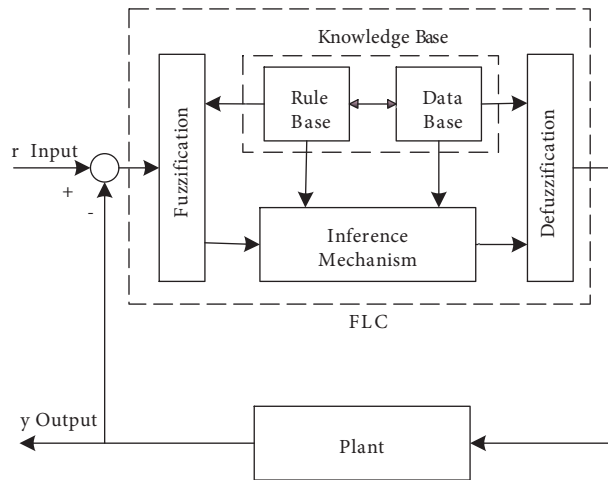 Knowledge Base
Rule
Base
Data
Base
r Input
+
-
Fuzzification
Defuzzification
Inference
Mechanism
FLC
y Output
Plant